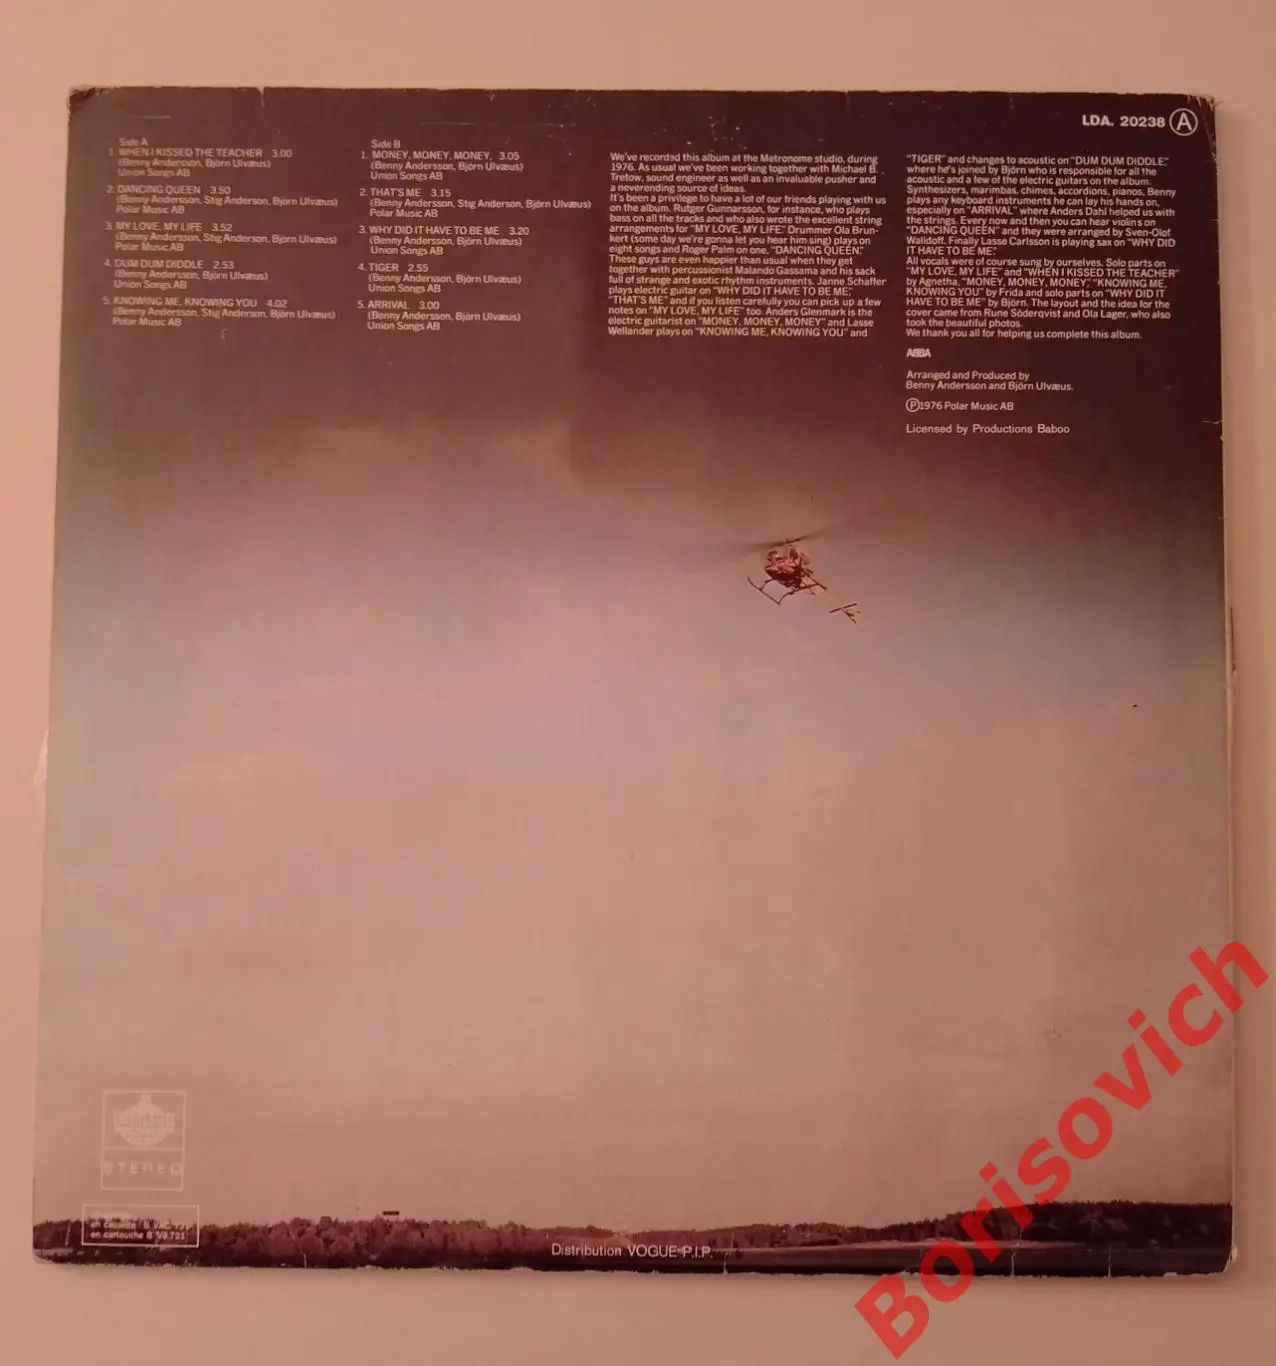 LDA. 20238 A
Side A
1. WHEN I KISSED THE TEACHER 3.00
(Benny Andersson, Björn Ulvæus)
Union Songs AB
2. DANCING QUEEN 3.50
(Benny Andersson, Stig Anderson, Björn Ulvæus)
Polar Music AB
3. MY LOVE, MY LIFE 3.52
(Benny Andersson, Stig Anderson, Björn Ulvæus)
Polar Music AB
4. DUM DUM DIDDLE 2.53
(Benny Andersson, Björn Ulvæus)
Union Songs AB
5. KNOWING ME, KNOWING YOU 4.02
(Benny Andersson, Stig Anderson, Björn Ulvæus)
Polar Music AB
Side B
1. MONEY, MONEY, MONEY, 3.05
(Benny Andersson, Björn Ulvæus)
Union Songs AB
2. THAT'S ME 3.15
(Benny Andersson, Stig Anderson, Björn Ulvæus)
Polar Music AB
3. WHY DID IT HAVE TO BE ME 3.20
(Benny Andersson, Björn Ulvæus)
Union Songs AB
4. TIGER 2.55
(Benny Andersson, Björn Ulvæus)
Union Songs AB
5. ARRIVAL 3.00
(Benny Andersson, Björn Ulvæus)
Union Songs AB
We've recorded this album at the Metronome studio, during
1976. As usual we've been working together with Michael B.
Tretow, sound engineer as well as an invaluable pusher and
a neverending source of ideas.
It's been a privilege to have a lot of our friends playing with us
on the album. Rutger Gunnarsson, for instance, who plays
bass on all the tracks and who also wrote the excellent string
arrangements for "MY LOVE, MY LIFE." Drummer Ola Brun-
kert (some day we're gonna let you hear him sing) plays on
eight songs and Roger Palm on one, "DANCING QUEEN."
These guys are even happier than usual when they get
together with percussionist Malando Gassama and his sack
full of strange and exotic rhythm instruments. Janne Schaffer
plays electric guitar on "WHY DID IT HAVE TO BE ME,"
"THAT'S ME" and if you listen carefully you can pick up a few
notes on "MY LOVE, MY LIFE" too. Anders Glenmark is the
electric guitarist on "MONEY, MONEY, MONEY" and Lasse
Wellander plays on "KNOWING ME, KNOWING YOU" and
"TIGER" and changes to acoustic on "DUM DUM DIDDLE,"
where he's joined by Björn who is responsible for all the
acoustic and a few of the electric guitars on the album.
Synthesizers, marimbas, chimes, accordions, pianos, Benny
plays any keyboard instruments he can lay his hands on,
especially on "ARRIVAL" where Anders Dahl helped us with
the strings. Every now and then you can hear violins on
"DANCING QUEEN" and they were arranged by Sven-Olof
Walldoff. Finally Lasse Carlsson is playing sax on "WHY DID
IT HAVE TO BE ME."
All vocals were of course sung by ourselves. Solo parts on
"MY LOVE, MY LIFE" and "WHEN I KISSED THE TEACHER"
by Agnetha, "MONEY, MONEY, MONEY," "KNOWING ME,
KNOWING YOU" by Frida and solo parts on "WHY DID IT
HAVE TO BE ME" by Björn. The layout and the idea for the
cover came from Rune Söderqvist and Ola Lager, who also
took the beautiful photos.
We thank you all for helping us complete this album.
ABBA
Arranged and Produced by
Benny Andersson and Björn Ulvæus.
Ⓟ1976 Polar Music AB
Licensed by Productions Baboo
STEREO
en cartouche B VB.721
Distribution VOGUE P.I.P.
Borisovich